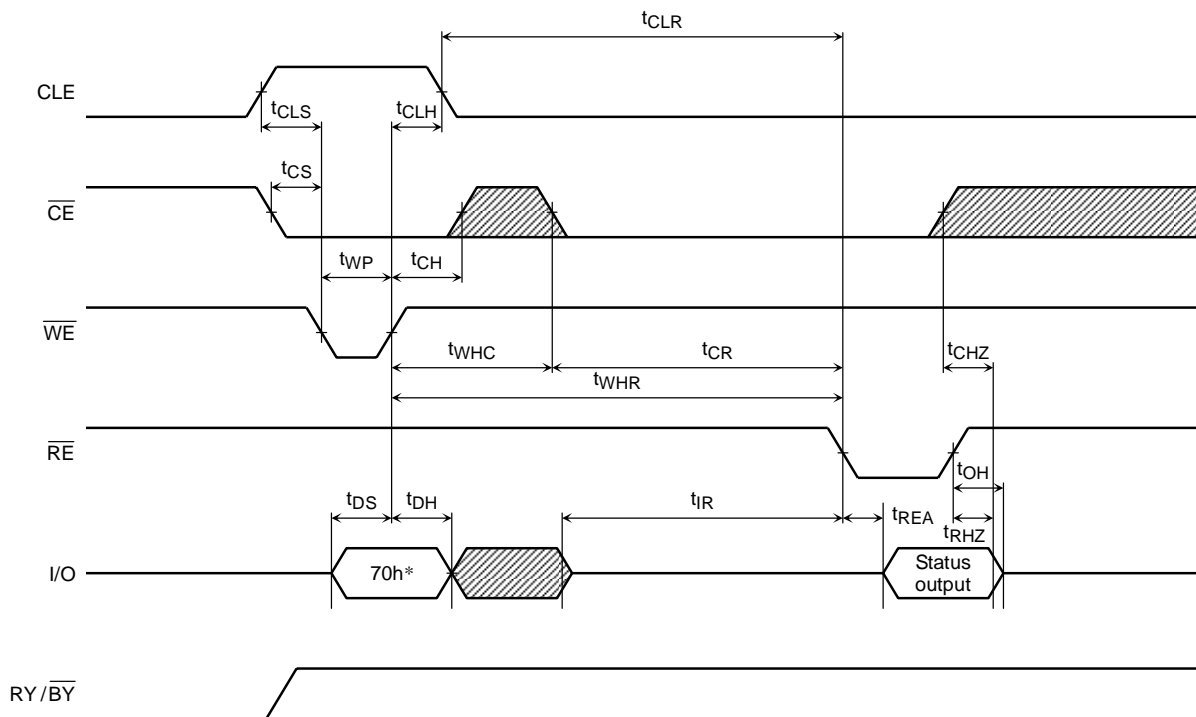 tCLR
CLE
tCLS
tCLH
tCS
CE
tWP
tCH
WE
tWHC
tCR
tCHZ
tWHR
RE
tOH
tDS
tDH
tIR
tREA
tRHZ
I/O
70h*
Status
output
RY/BY